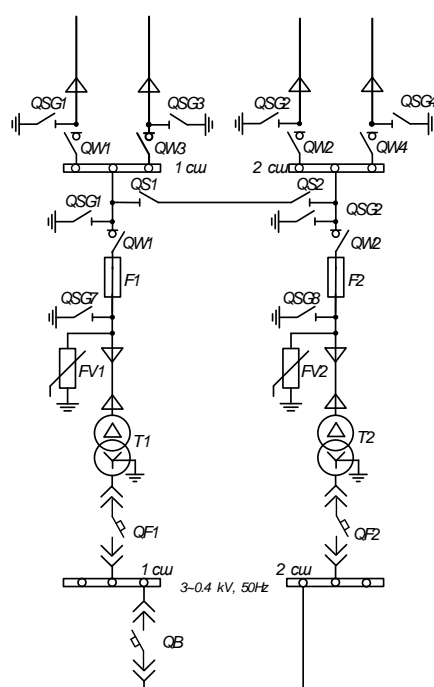 QSG1
QSG3
QSG2
QSG4
QW1
QW3
QW2
QW4
1 сш
2 сш
QS1
QS2
QSG1
QSG2
QW1
QW2
F1
F2
QSG7
QSG8
FV1
FV2
T1
T2
QF1
QF2
1 сш
2 сш
3~0.4 kV, 50Hz
QB